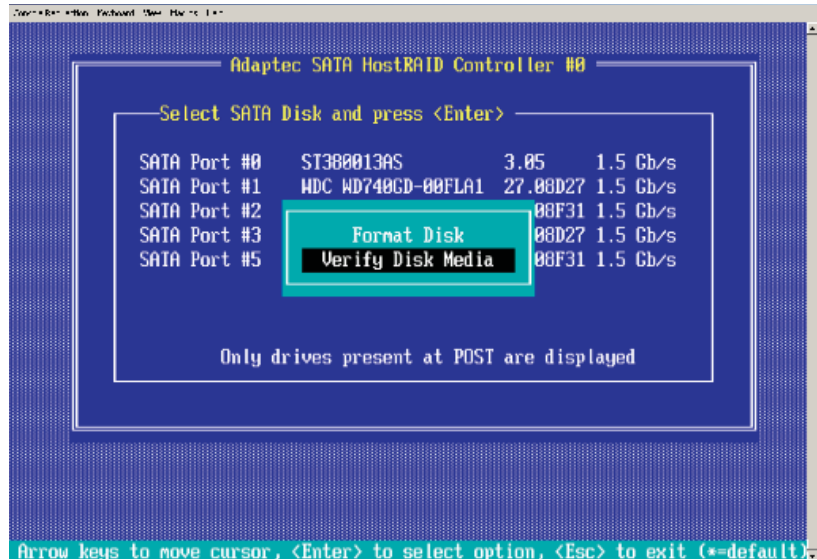 Adaptec SATA HostRAID Controller #0
Select SATA Disk and press <Enter>
SATA Port #0 ST380013AS 3.05 1.5 Gb/s
SATA Port #1 WDC WD740GD-00FLA1 27.08D27 1.5 Gb/s
SATA Port #2 08F31 1.5 Gb/s
Format Disk
SATA Port #3 08D27 1.5 Gb/s
Verify Disk Media
SATA Port #5 08F31 1.5 Gb/s
Only drives present at POST are displayed
Arrow keys to move cursor, <Enter> to select option, <Esc> to exit (*=default)